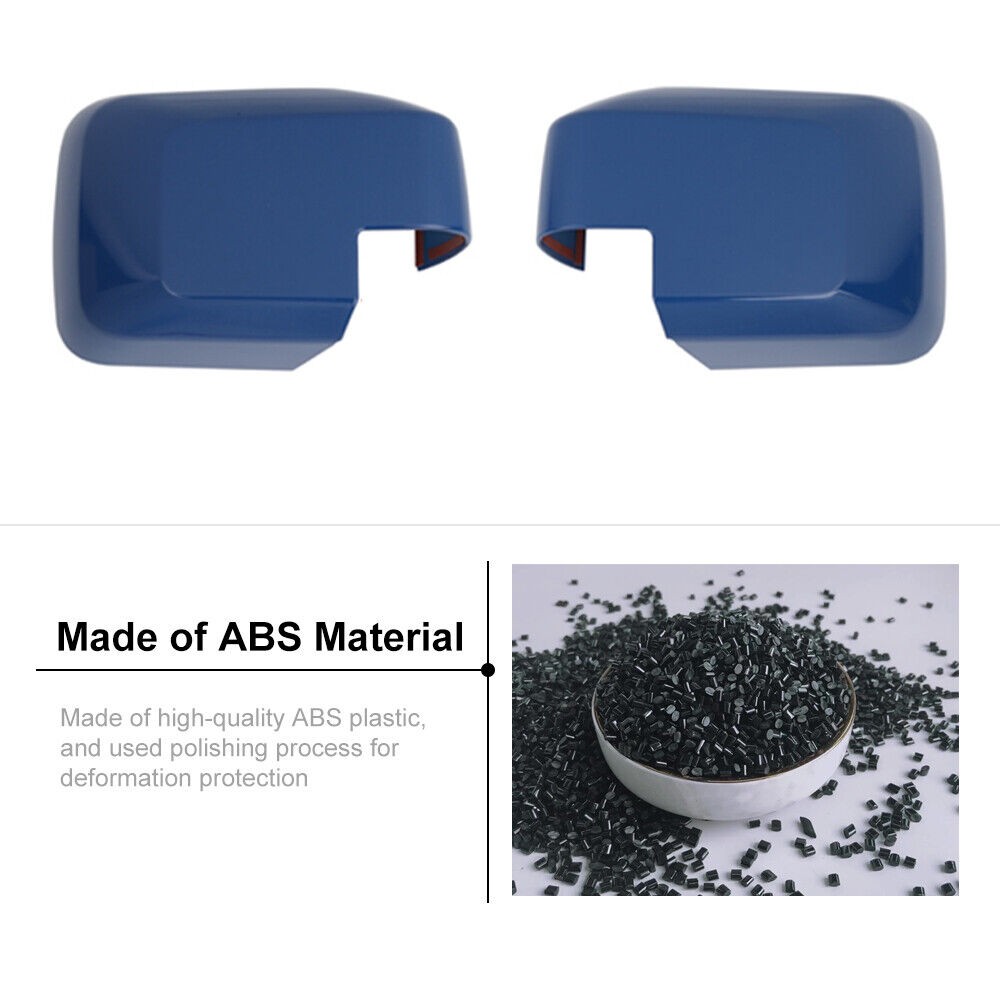 Made of ABS Material
Made of high-quality ABS plastic,
and used polishing process for
deformation protection